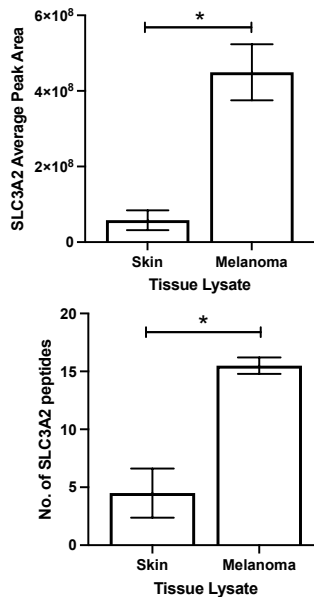 SLC3A2 Average Peak Area
6×10⁸
4×10⁸
2×10⁸
0
*
Skin Melanoma
Tissue Lysate
No. of SLC3A2 peptides
20
15
10
5
0
*
Skin Melanoma
Tissue Lysate